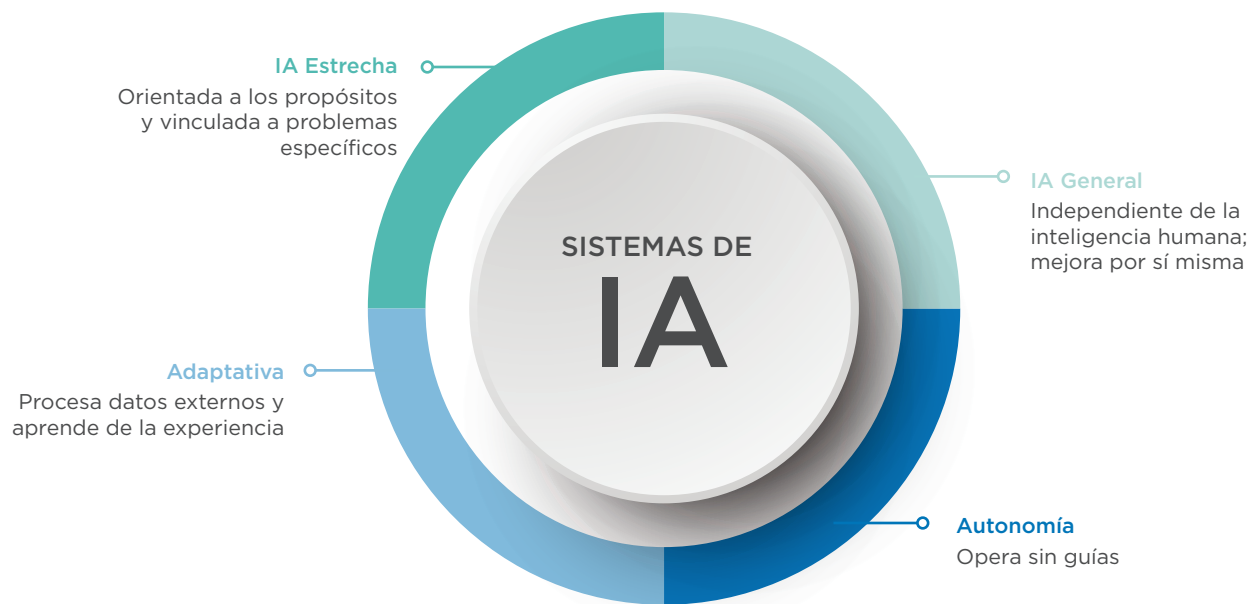 IA Estrecha
Orientada a los propósitos
y vinculada a problemas
específicos
IA General
Independiente de la
inteligencia humana;
mejora por sí misma
SISTEMAS DE
IA
Adaptativa
Procesa datos externos y
aprende de la experiencia
Autonomía
Opera sin guías